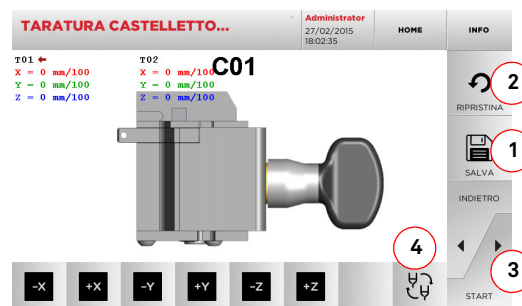 TARATURA CASTELLETTO...
Administrator
27/02/2015
18:02:35
HOME
INFO
T01
X = 0 mm/100
Y - 0 mm/100
Z = 0 mm/100
T02
X = 0 mm/100
Y - 0 mm/100
Z = 0 mm/100
C01
2
RIPRISTINA
1
SALVA
INDIETRO
4
3
START
-X
+X
-Y
+Y
-Z
+Z